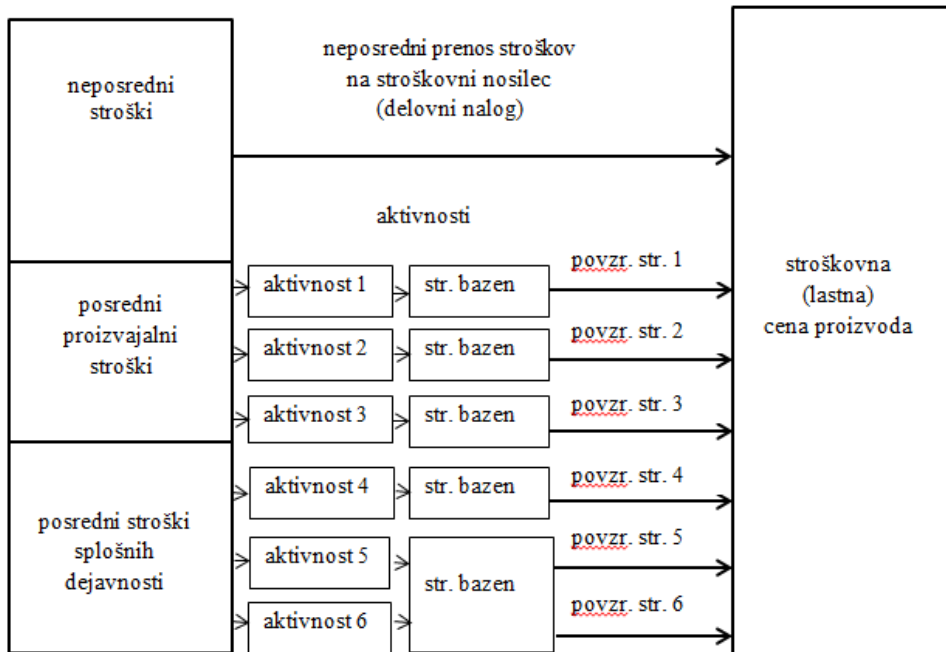 neposredni
stroški
neposredni prenos stroškov
na stroškovni nosilec
(delovni nalog)
aktivnosti
posredni
proizvajalni
stroški
aktivnost 1
str. bazen
povzr. str. 1
aktivnost 2
str. bazen
povzr. str. 2
aktivnost 3
str. bazen
povzr. str. 3
posredni stroški
splošnih
dejavnosti
aktivnost 4
str. bazen
povzr. str. 4
aktivnost 5
aktivnost 6
str. bazen
povzr. str. 5
povzr. str. 6
stroškovna
(lastna)
cena proizvoda